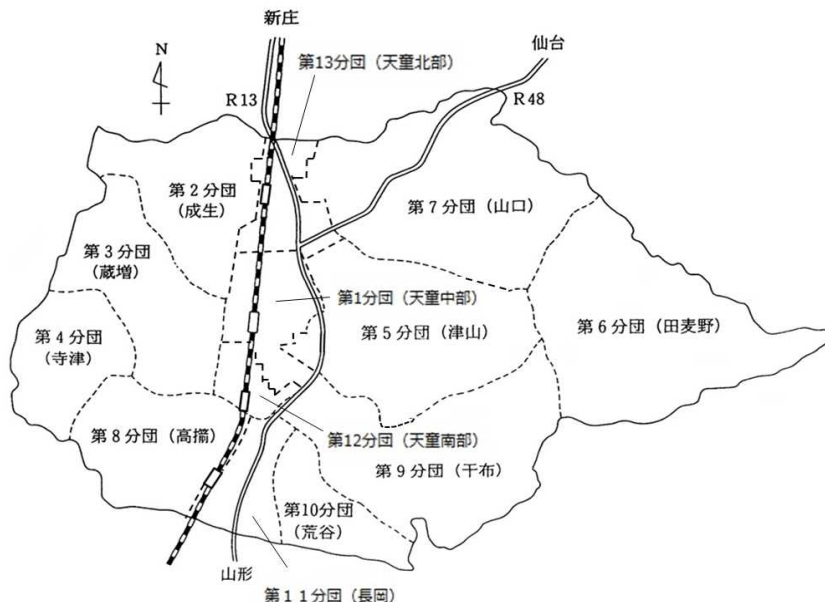 新庄
仙台
N
第13分団（天童北部）
R13
R48
第２分団
（成生）
第７分団（山口）
第３分団
（蔵増）
第1分団（天童中部）
第４分団
（寺津）
第５分団（津山）
第６分団（田麦野）
第８分団（高擶）
第12分団（天童南部）
第９分団（干布）
第10分団
（荒谷）
山形
第１１分団（長岡）